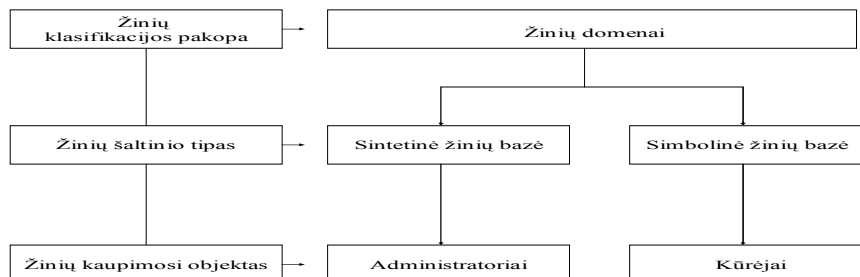 Žinių
klasifikacijos pakopa
Žinių domenai
Žinių šaltinio tipas
Sintetinė žinių bazė
Simbolinė žinių bazė
Žinių kaupimosi objektas
Administratoriai
Kūrėjai